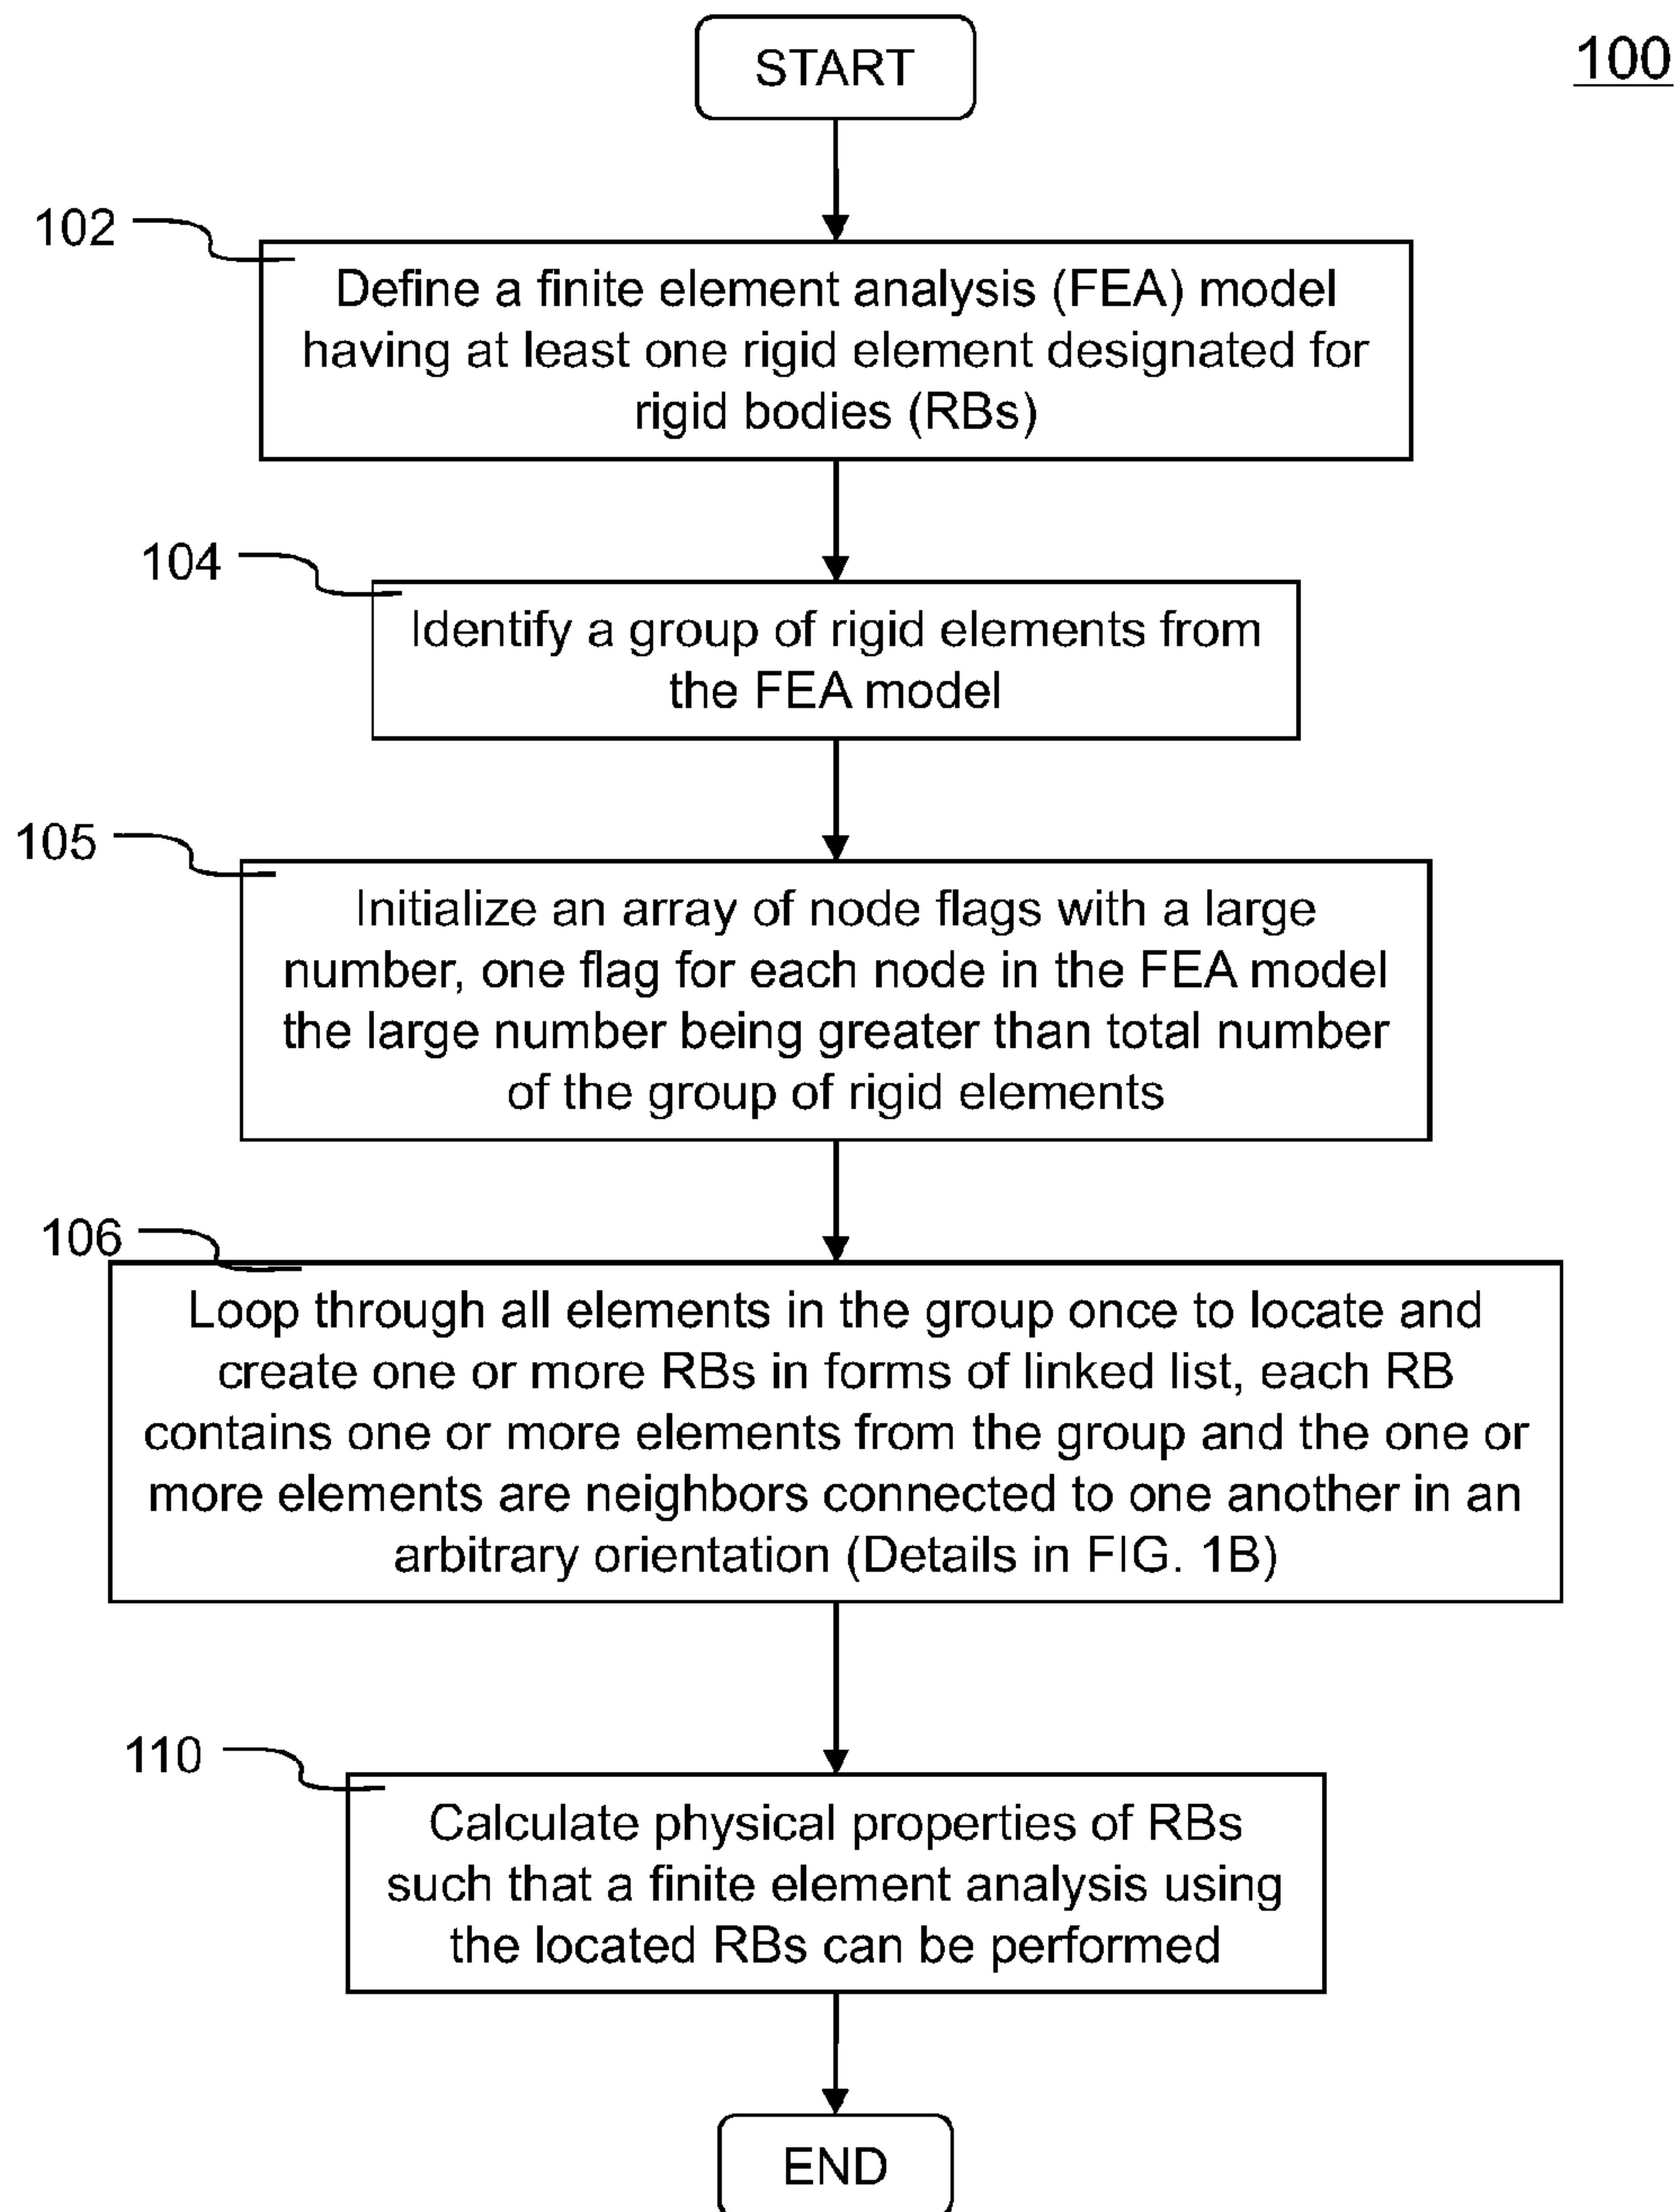 START
100
102
Define a finite element analysis (FEA) model
having at least one rigid element designated for
rigid bodies (RBs)
104
Identify a group of rigid elements from
the FEA model
105
Initialize an array of node flags with a large
number, one flag for each node in the FEA model
the large number being greater than total number
of the group of rigid elements
106
Loop through all elements in the group once to locate and
create one or more RBs in forms of linked list, each RB
contains one or more elements from the group and the one or
more elements are neighbors connected to one another in an
arbitrary orientation (Details in FIG. 1B)
110
Calculate physical properties of RBs
such that a finite element analysis using
the located RBs can be performed
END